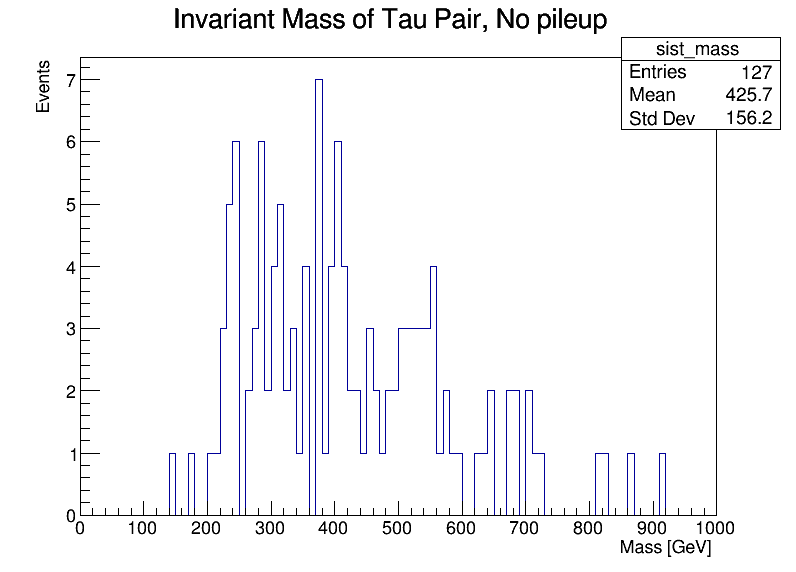 Invariant Mass of Tau Pair, No pileup
sist_mass
Entries 127
Mean 425.7
Std Dev 156.2
Events
7
6
5
4
3
2
1
0
0 100 200 300 400 500 600 700 800 900 1000
Mass [GeV]